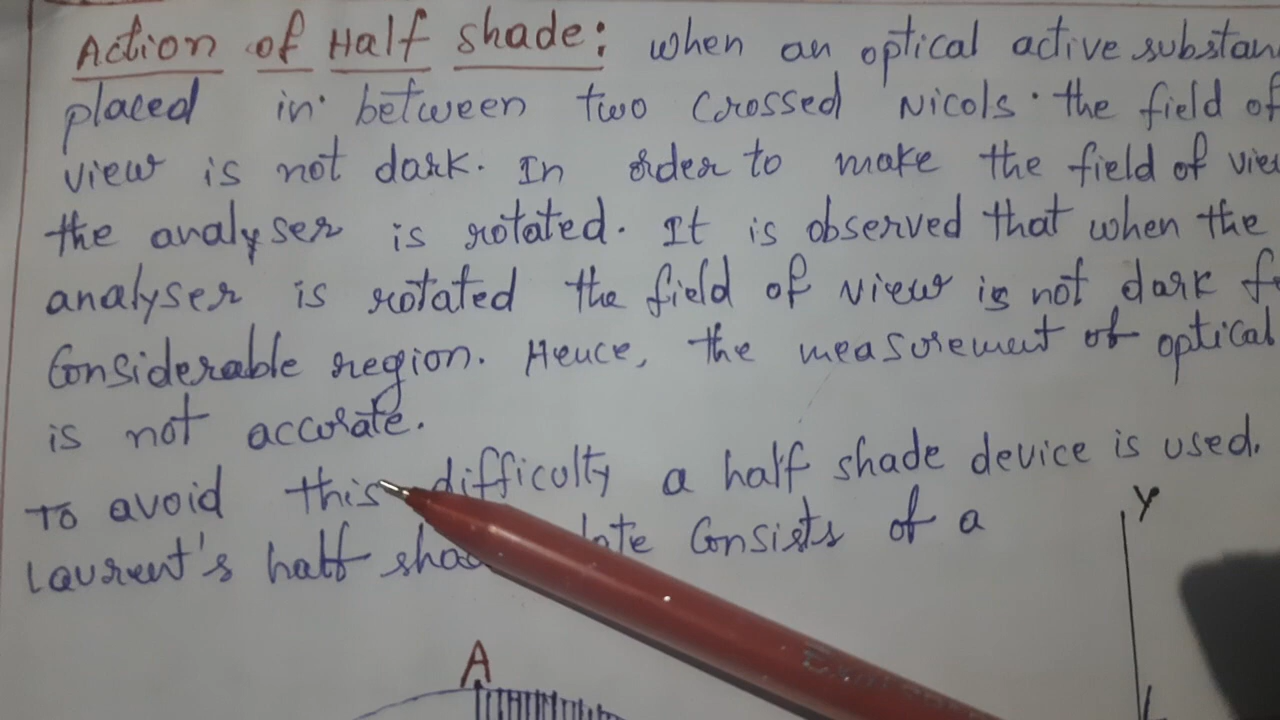 Action of Half shade: when an optical active substan
placed in between two crossed Nicols. the field of
view is not dark. In order to make the field of vie
the analyser is rotated. It is observed that when the
analyser is rotated the field of view is not dark f
Considerable region. Hence, the measurement of optical
is not accurate.
To avoid this difficulty a half shade device is used.
Laurent's half sha late Consists of a
Y
A